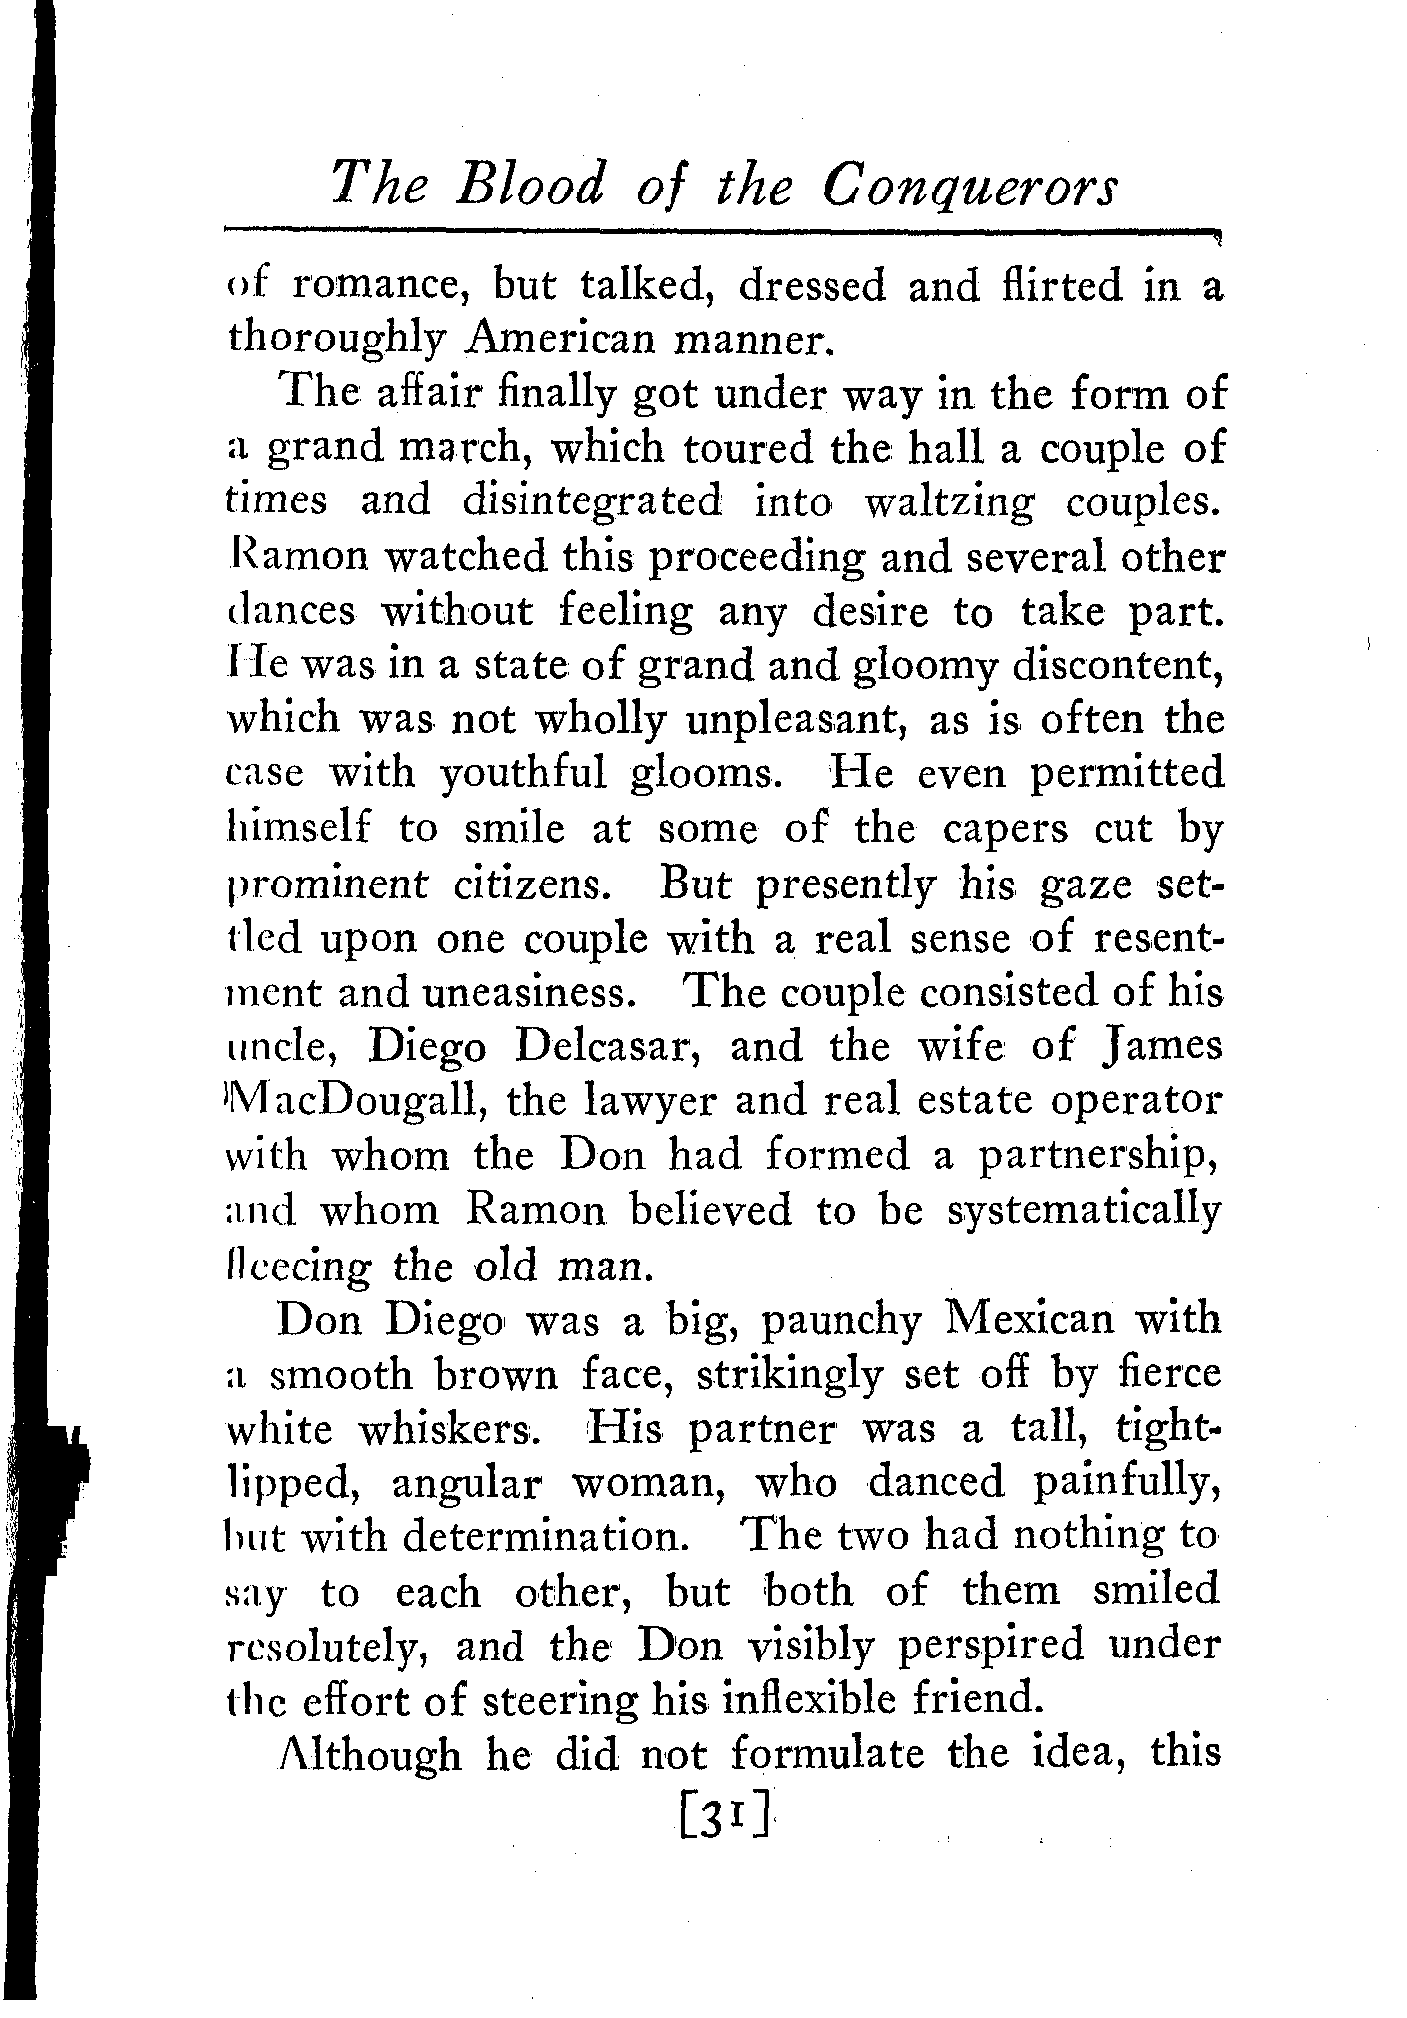 The Blood of the Conquerors
of romance, but talked, dressed and flirted in a
thoroughly American manner.
The affair finally got under way in the form of
a grand march, which toured the hall a couple of
times and disintegrated into waltzing couples.
Ramon watched this proceeding and several other
dances without feeling any desire to take part.
He was in a state of grand and gloomy discontent,
which was not wholly unpleasant, as is often the
case with youthful glooms. He even permitted
himself to smile at some of the capers cut by
prominent citizens. But presently his gaze set-
tled upon one couple with a real sense of resent-
ment and uneasiness. The couple consisted of his
uncle, Diego Delcasar, and the wife of James
MacDougall, the lawyer and real estate operator
with whom the Don had formed a partnership,
and whom Ramon believed to be systematically
fleecing the old man.
Don Diego was a big, paunchy Mexican with
a smooth brown face, strikingly set off by fierce
white whiskers. His partner was a tall, tight-
lipped, angular woman, who danced painfully,
but with determination. The two had nothing to
say to each other, but both of them smiled
resolutely, and the Don visibly perspired under
the effort of steering his inflexible friend.
Although he did not formulate the idea, this
[31]